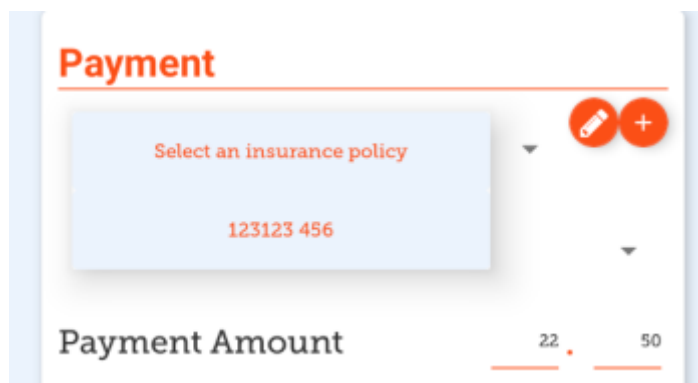 Payment
+
Select an insurance policy
123123 456
Payment Amount 22 . 50